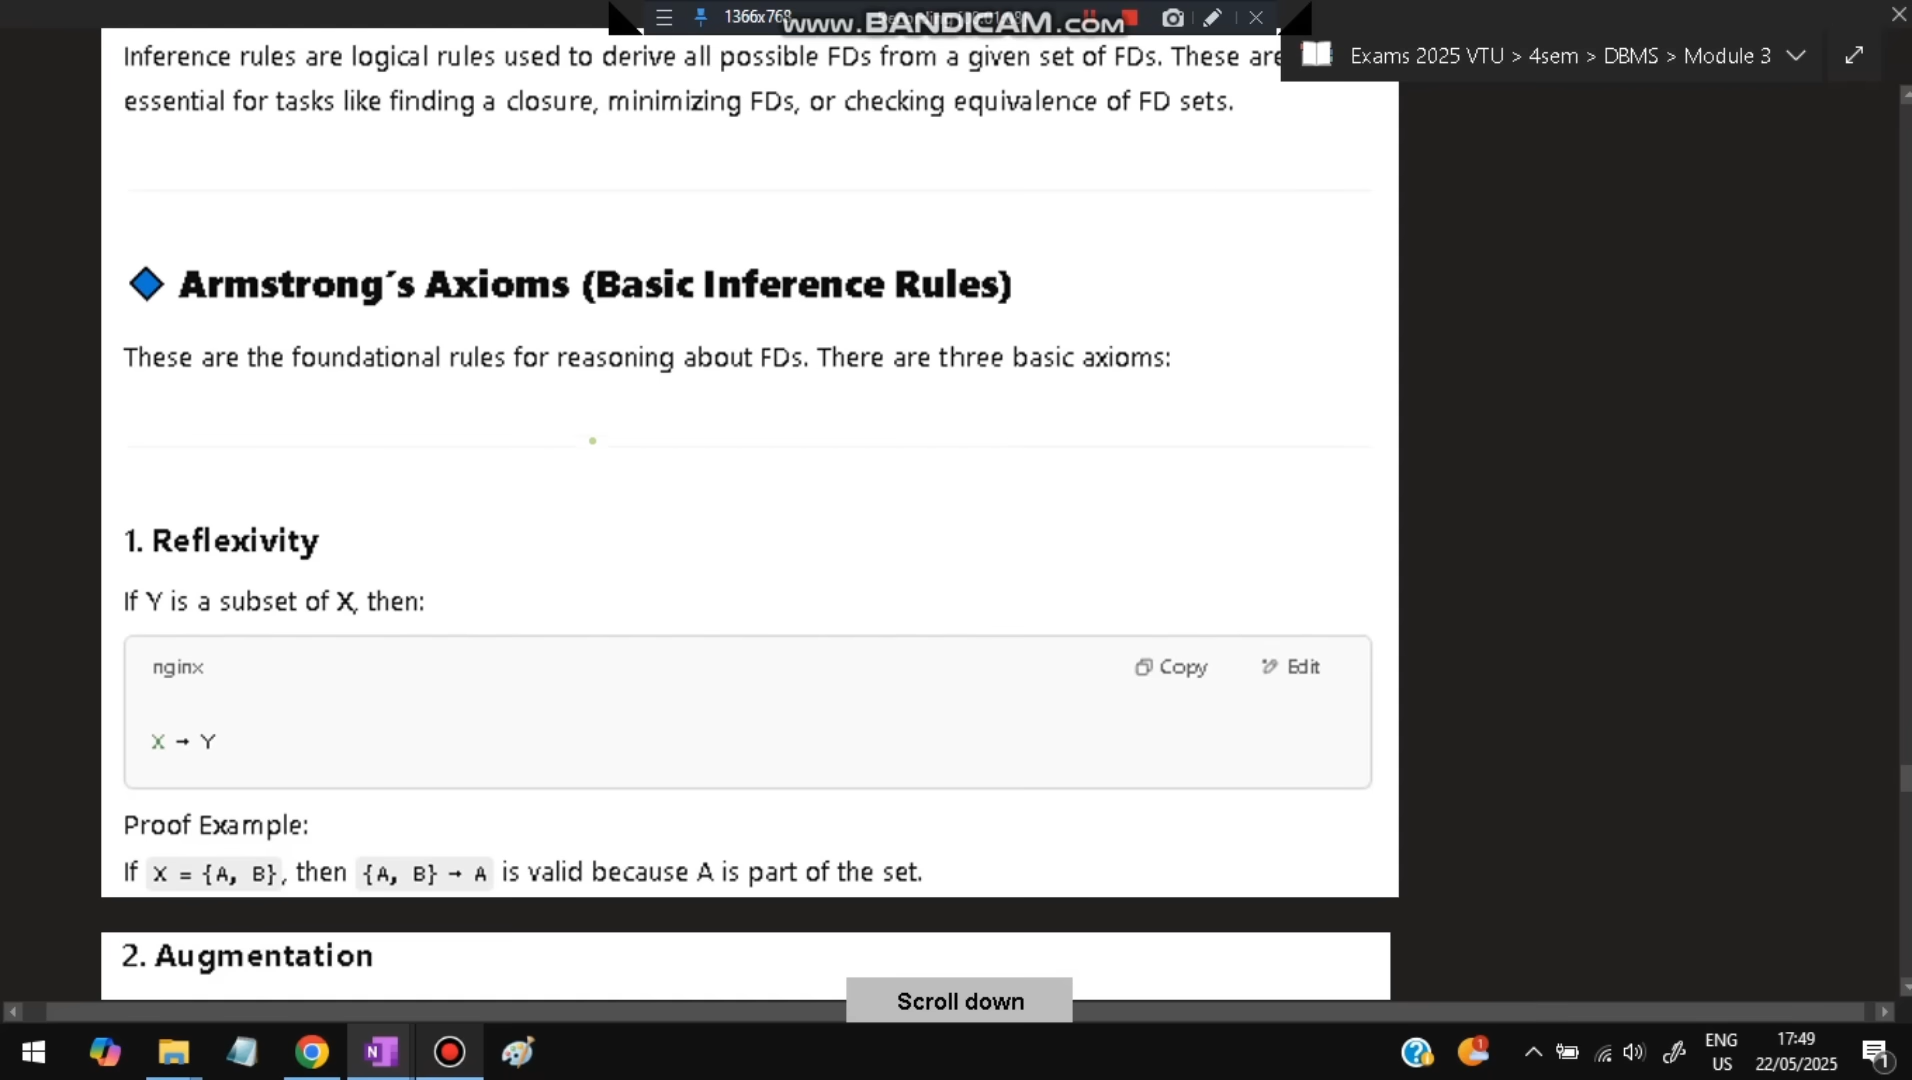 1366x768
www.BANDICAM.com
Exams 2025 VTU > 4sem > DBMS > Module 3
Inference rules are logical rules used to derive all possible FDs from a given set of FDs. These are
essential for tasks like finding a closure, minimizing FDs, or checking equivalence of FD sets.
Armstrong´s Axioms (Basic Inference Rules)
These are the foundational rules for reasoning about FDs. There are three basic axioms:
1. Reflexivity
If Y is a subset of X, then:
nginx Copy Edit
X → Y
Proof Example:
If X = {A, B}, then {A, B} → A is valid because A is part of the set.
2. Augmentation
Scroll down
ENG 17:49
US 22/05/2025 1